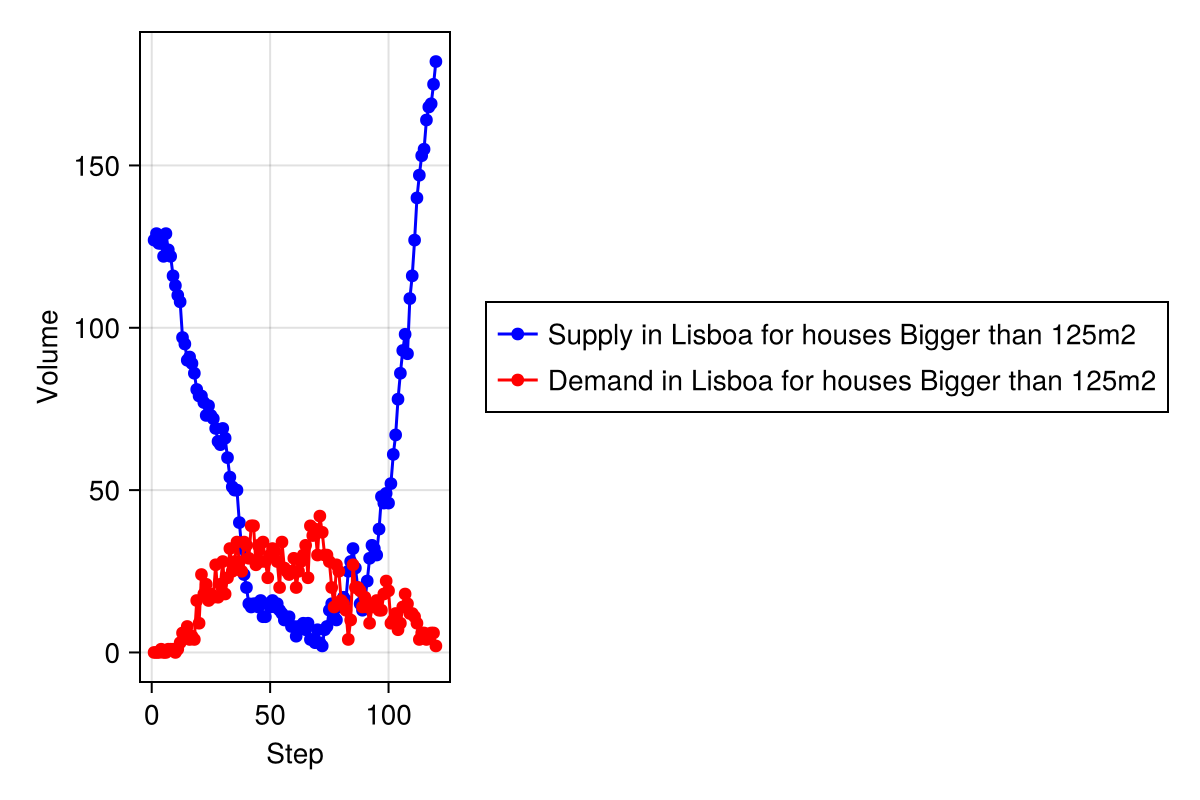 150
100
50
0
Volume
0 50 100
Step
Supply in Lisboa for houses Bigger than 125m2
Demand in Lisboa for houses Bigger than 125m2